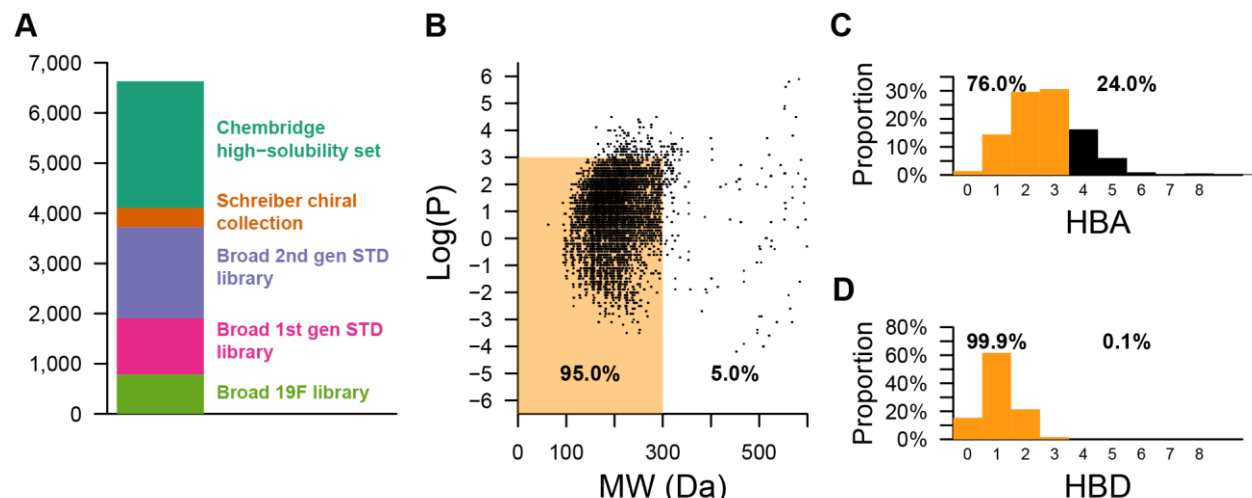 A
7,000
6,000
5,000
4,000
3,000
2,000
1,000
0
Chembridge
high−solubility set
Schreiber chiral
collection
Broad 2nd gen STD
library
Broad 1st gen STD
library
Broad 19F library
B
Log(P)
6
5
4
3
2
1
0
−1
−2
−3
−4
−5
−6
95.0%
5.0%
0
100
300
500
MW (Da)
C
Proportion
30%
20%
10%
0%
76.0%
24.0%
0 1 2 3 4 5 6 7 8
HBA
D
Proportion
80%
60%
40%
20%
0%
99.9%
0.1%
0 1 2 3 4 5 6 7 8
HBD